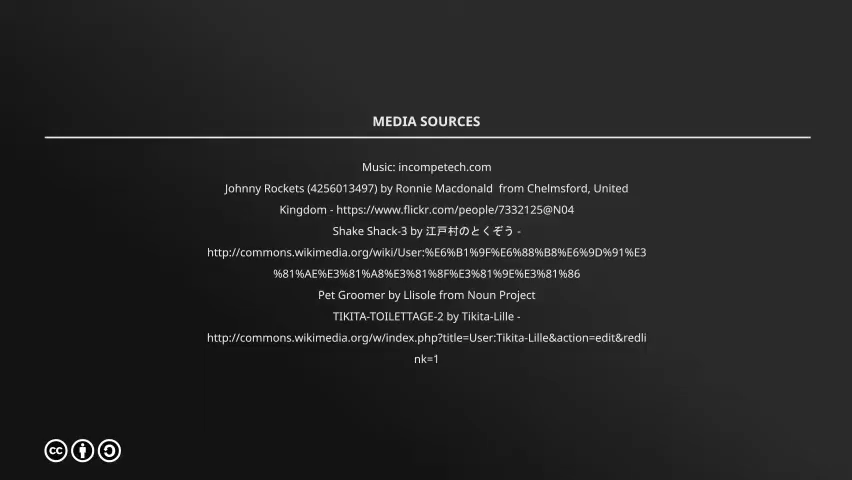 MEDIA SOURCES
Music: incompetech.com
Johnny Rockets (4256013497) by Ronnie Macdonald  from Chelmsford, United
Kingdom - https://www.flickr.com/people/7332125@N04
Shake Shack-3 by 江戸村のとくぞう -
http://commons.wikimedia.org/wiki/User:%E6%B1%9F%E6%88%B8%E6%9D%91%E3
%81%AE%E3%81%A8%E3%81%8F%E3%81%9E%E3%81%86
Pet Groomer by Llisole from Noun Project
TIKITA-TOILETTAGE-2 by Tikita-Lille -
http://commons.wikimedia.org/w/index.php?title=User:Tikita-Lille&action=edit&redli
nk=1
cc